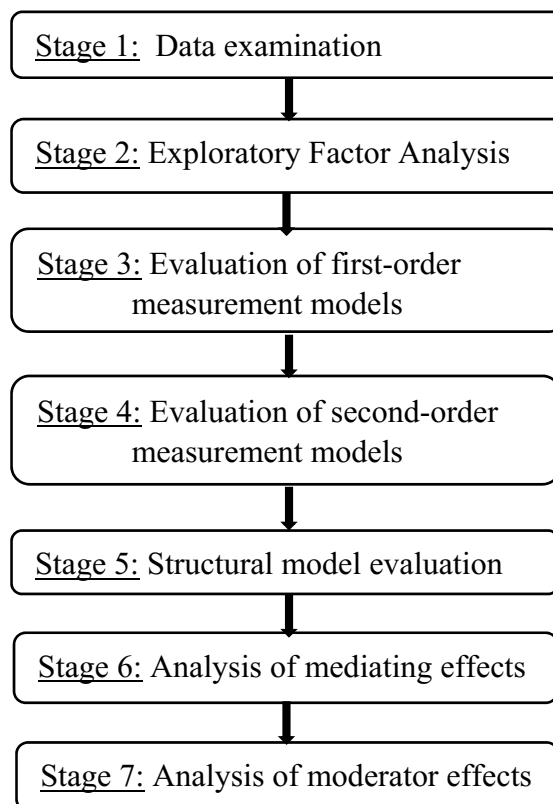 Stage 1: Data examination
Stage 2: Exploratory Factor Analysis
Stage 3: Evaluation of first-order
measurement models
Stage 4: Evaluation of second-order
measurement models
Stage 5: Structural model evaluation
Stage 6: Analysis of mediating effects
Stage 7: Analysis of moderator effects